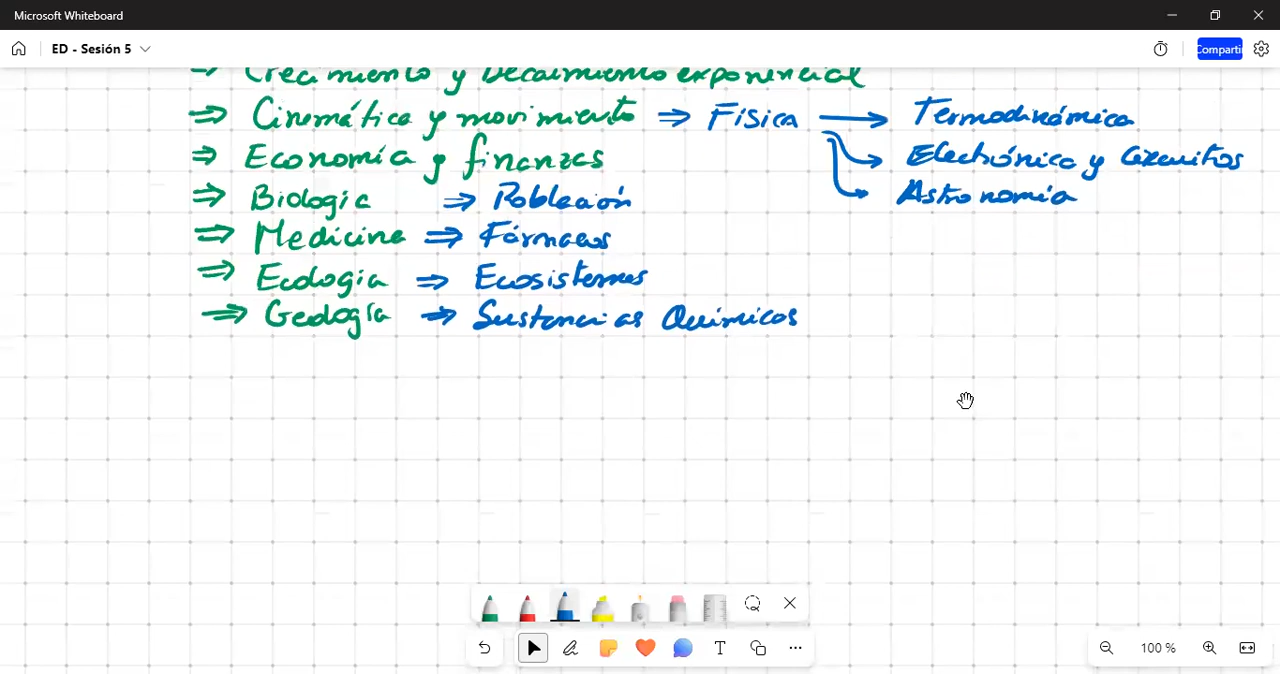 Microsoft Whiteboard
ED - Sesión 5
Compartir
⇒ Crecimiento y Decaimiento exponencial
⇒ Cinemática y movimiento ⇒ Física → Termodinámica
⇒ Economía y finanzas → Electrónica y Circuitos
⇒ Biología ⇒ Población → Astronomía
⇒ Medicina ⇒ Fármacos
⇒ Ecología ⇒ Ecosistemas
⇒ Geología ⇒ Sustancias Químicas
T
100 %